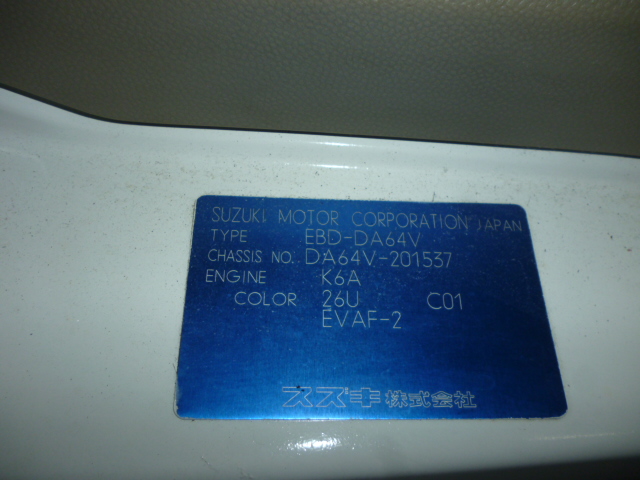 SUZUKI MOTOR CORPORATION JAPAN
TYPE EBD-DA64V
CHASSIS NO. DA64V-201537
ENGINE K6A
COLOR 26U C01
EVAF-2
スズキ株式会社